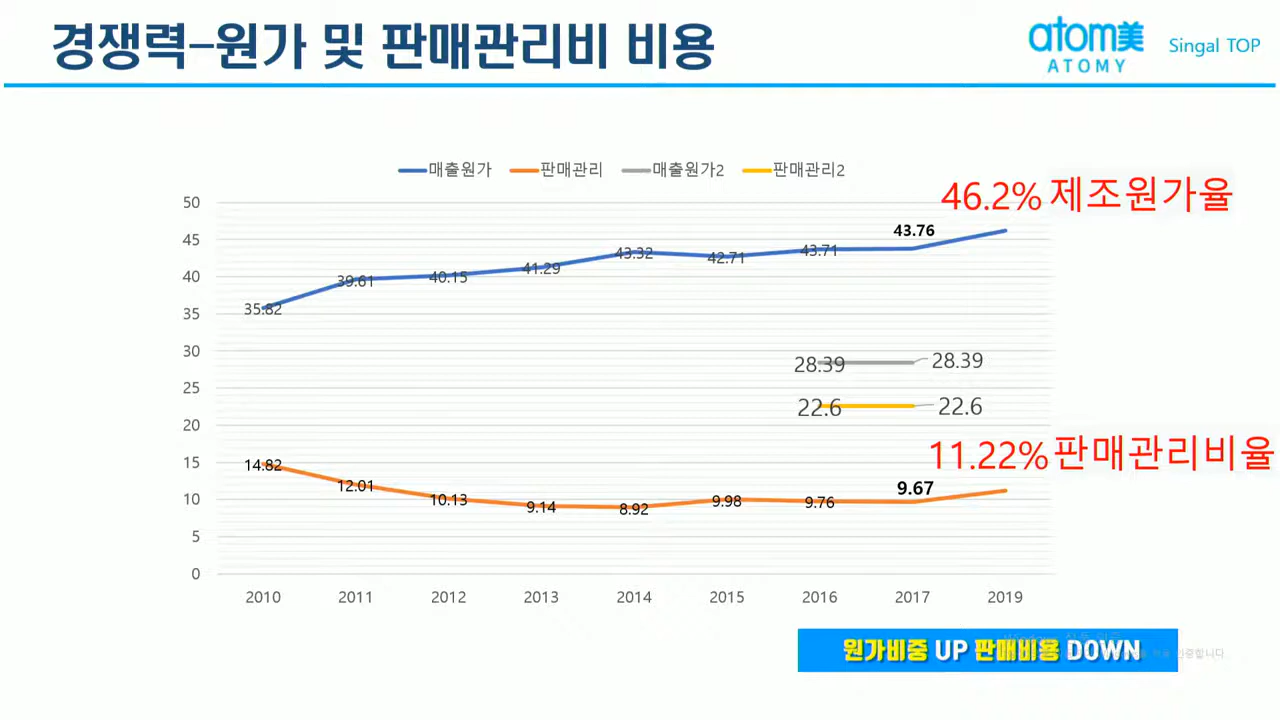 경쟁력-원가 및 판매관리비 비용
atom美
ATOMY
Singal TOP
매출원가 판매관리 매출원가2 판매관리2
46.2% 제조원가율
50
45
40
35
30
25
20
15
10
5
0
35.82 39.61 40.15 41.29 43.32 42.71 43.71 43.76
28.39 28.39
22.6 22.6
11.22% 판매관리비율
14.82 12.01 10.13 9.14 8.92 9.98 9.76 9.67
2010 2011 2012 2013 2014 2015 2016 2017 2019
원가비중 UP 판매비용 DOWN
인증합니다.